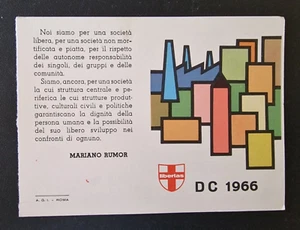 Noi siamo per una società
libera, per una società non mor-
tificata e piatta, per il rispetto
delle autonome responsabilità
dei singoli, dei gruppi e delle
comunità.
Siamo, ancora, per una società
la cui struttura centrale e pe-
riferica le cui strutture produt-
tive, culturali civili e politiche
garantiscano la dignità della
persona umana e la possibilità
del suo libero sviluppo nei
confronti di ognuno.
MARIANO RUMOR
libertas
DC 1966
A.G.I. - ROMA